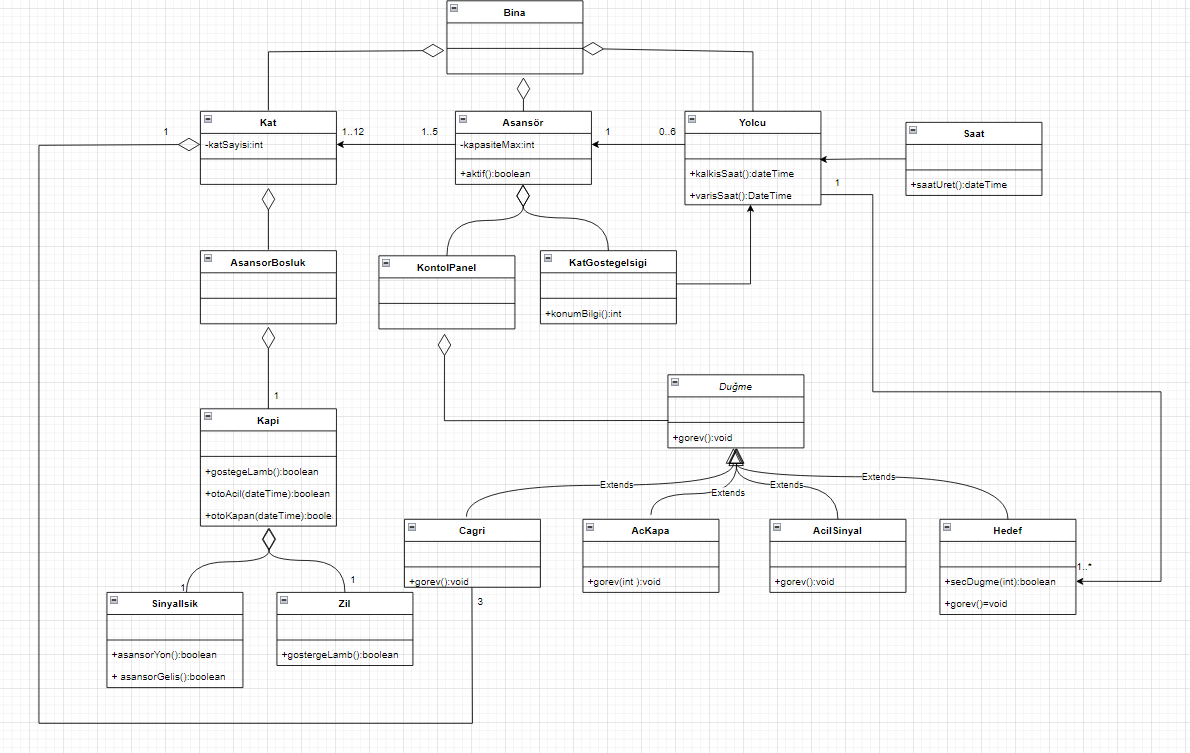 Bina
Kat
-katSayisi:int
Asansör
-kapasiteMax:int
+aktif():boolean
Yolcu
+kalkisSaat():dateTime
+varisSaat():DateTime
Saat
+saatUret():dateTime
1
1..12
1..5
1
0..6
1
AsansorBosluk
KontolPanel
KatGostegelsigi
+konumBilgi():int
Duğme
+gorev():void
1
Kapi
+gostegeLamb():boolean
+otoAcil(dateTime):boolean
+otoKapan(dateTime):boole
Extends
Extends
Extends
Extends
Cagri
+gorev():void
AcKapa
+gorev(int ):void
AcilSinyal
+gorev():void
Hedef
+secDugme(int):boolean
+gorev()=void
1..*
3
1
1
SinyalIsik
+asansorYon():boolean
+ asansorGelis():boolean
Zil
+gostergeLamb():boolean